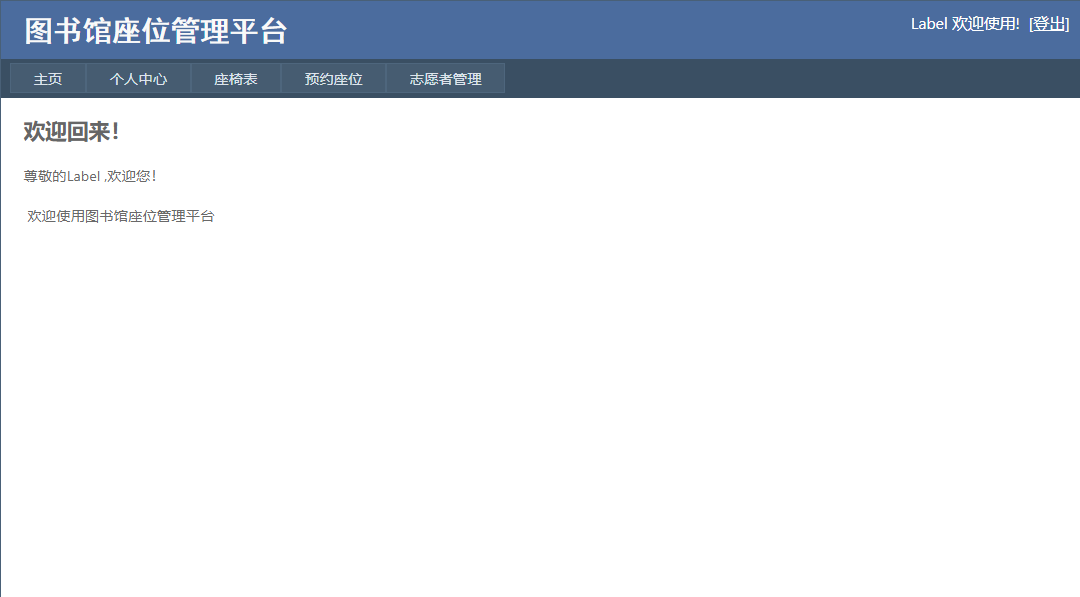 图书馆座位管理平台
Label 欢迎使用! [登出]
主页 个人中心 座椅表 预约座位 志愿者管理
欢迎回来！
尊敬的Label ,欢迎您！
欢迎使用图书馆座位管理平台